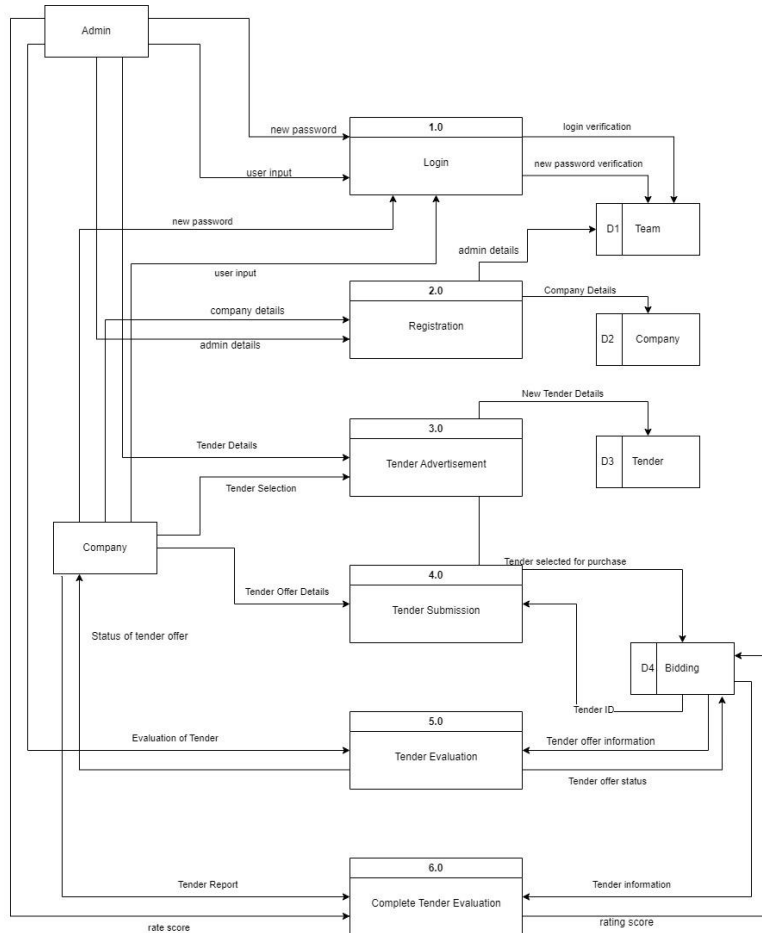 Admin
new password
1.0
login verification
Login
user input
new password verification
new password
D1
Team
admin details
user input
2.0
Company Details
company details
Registration
D2
Company
admin details
New Tender Details
3.0
Tender Details
Tender Advertisement
D3
Tender
Tender Selection
Company
Tender selected for purchase
4.0
Tender Offer Details
Tender Submission
Status of tender offer
D4
Bidding
Tender ID
5.0
Evaluation of Tender
Tender offer information
Tender Evaluation
Tender offer status
6.0
Tender Report
Tender information
Complete Tender Evaluation
rate score
rating score